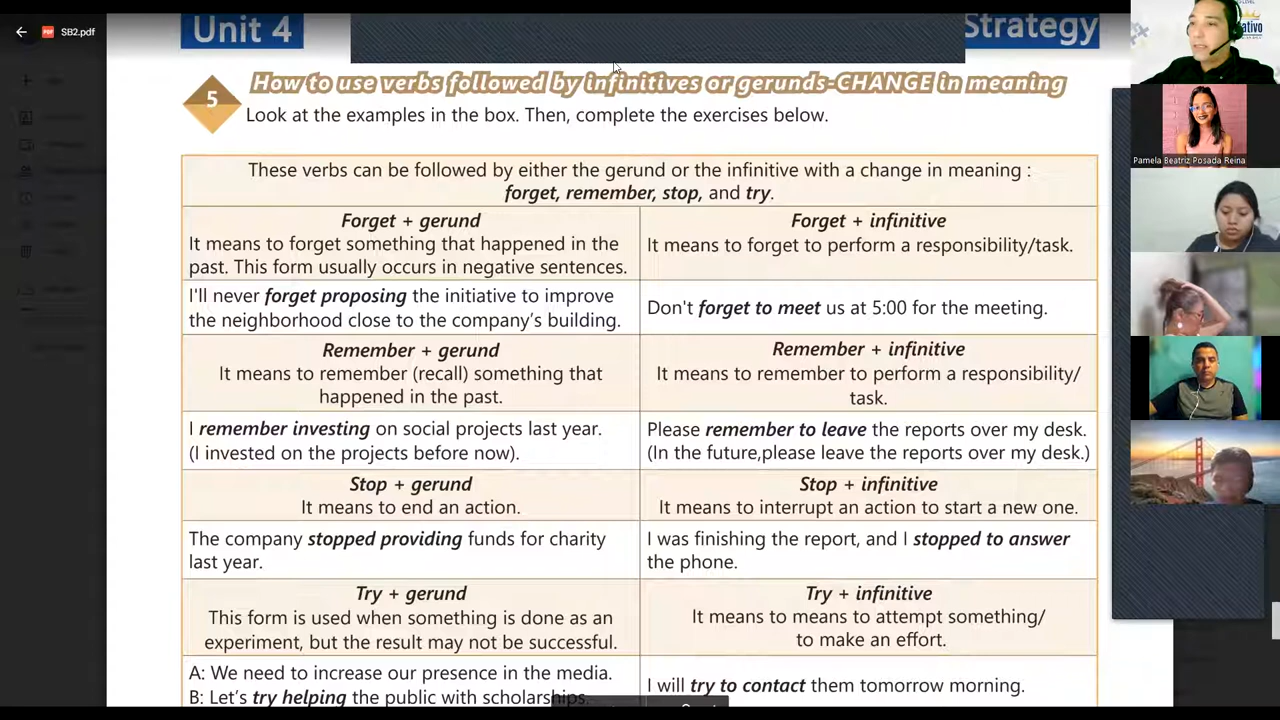 SB2.pdf
Unit 4
Strategy
5
How to use verbs followed by infinitives or gerunds-CHANGE in meaning
Look at the examples in the box. Then, complete the exercises below.
These verbs can be followed by either the gerund or the infinitive with a change in meaning :
forget, remember, stop, and try.
Forget + gerund
It means to forget something that happened in the
past. This form usually occurs in negative sentences.
Forget + infinitive
It means to forget to perform a responsibility/task.
I'll never forget proposing the initiative to improve
the neighborhood close to the company's building.
Don't forget to meet us at 5:00 for the meeting.
Remember + gerund
It means to remember (recall) something that
happened in the past.
Remember + infinitive
It means to remember to perform a responsibility/
task.
I remember investing on social projects last year.
(I invested on the projects before now).
Please remember to leave the reports over my desk.
(In the future,please leave the reports over my desk.)
Stop + gerund
It means to end an action.
Stop + infinitive
It means to interrupt an action to start a new one.
The company stopped providing funds for charity
last year.
I was finishing the report, and I stopped to answer
the phone.
Try + gerund
This form is used when something is done as an
experiment, but the result may not be successful.
Try + infinitive
It means to means to attempt something/
to make an effort.
A: We need to increase our presence in the media.
B: Let's try helping the public with scholarships.
I will try to contact them tomorrow morning.
Pamela Beatriz Posada Reina